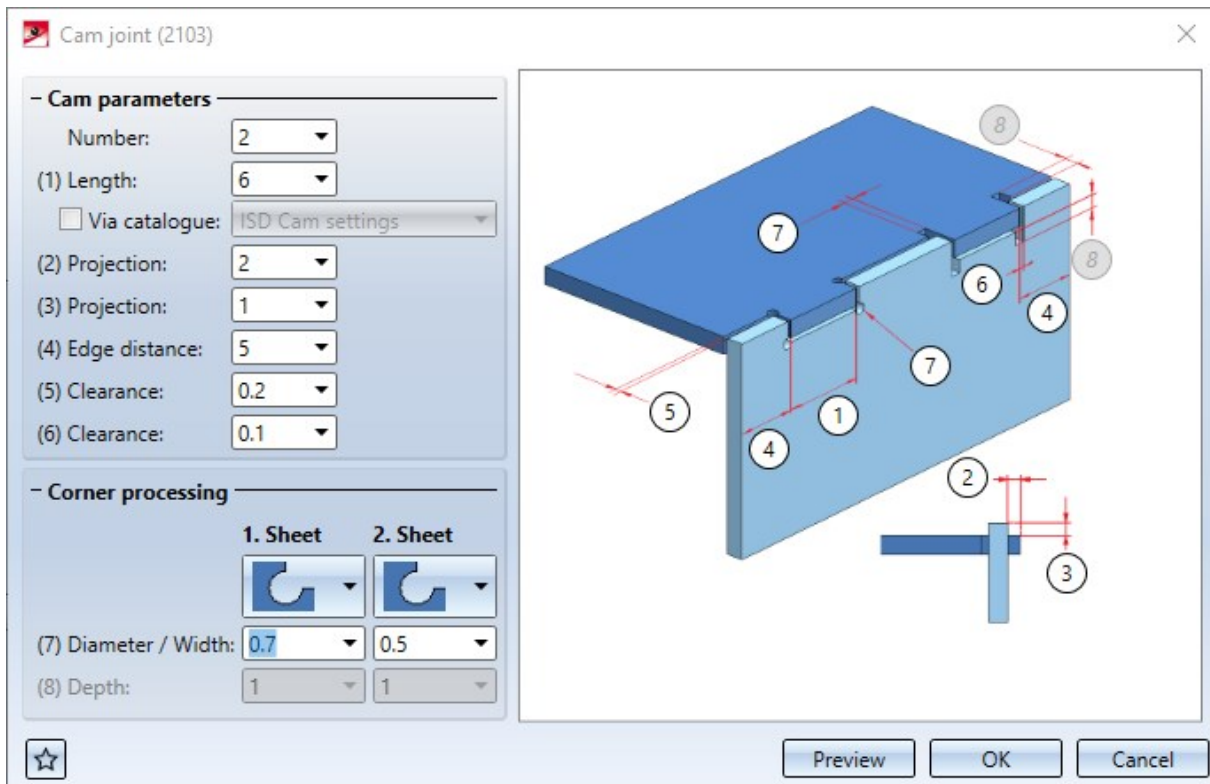 Cam joint (2103)
Cam parameters
Number: 2
(1) Length: 6
Via catalogue: ISD Cam settings
(2) Projection: 2
(3) Projection: 1
(4) Edge distance: 5
(5) Clearance: 0.2
(6) Clearance: 0.1
Corner processing
1. Sheet 2. Sheet
(7) Diameter / Width: 0.7 0.5
(8) Depth: 1 1
8
7
8
6
4
7
5
1
4
2
3
Preview OK Cancel